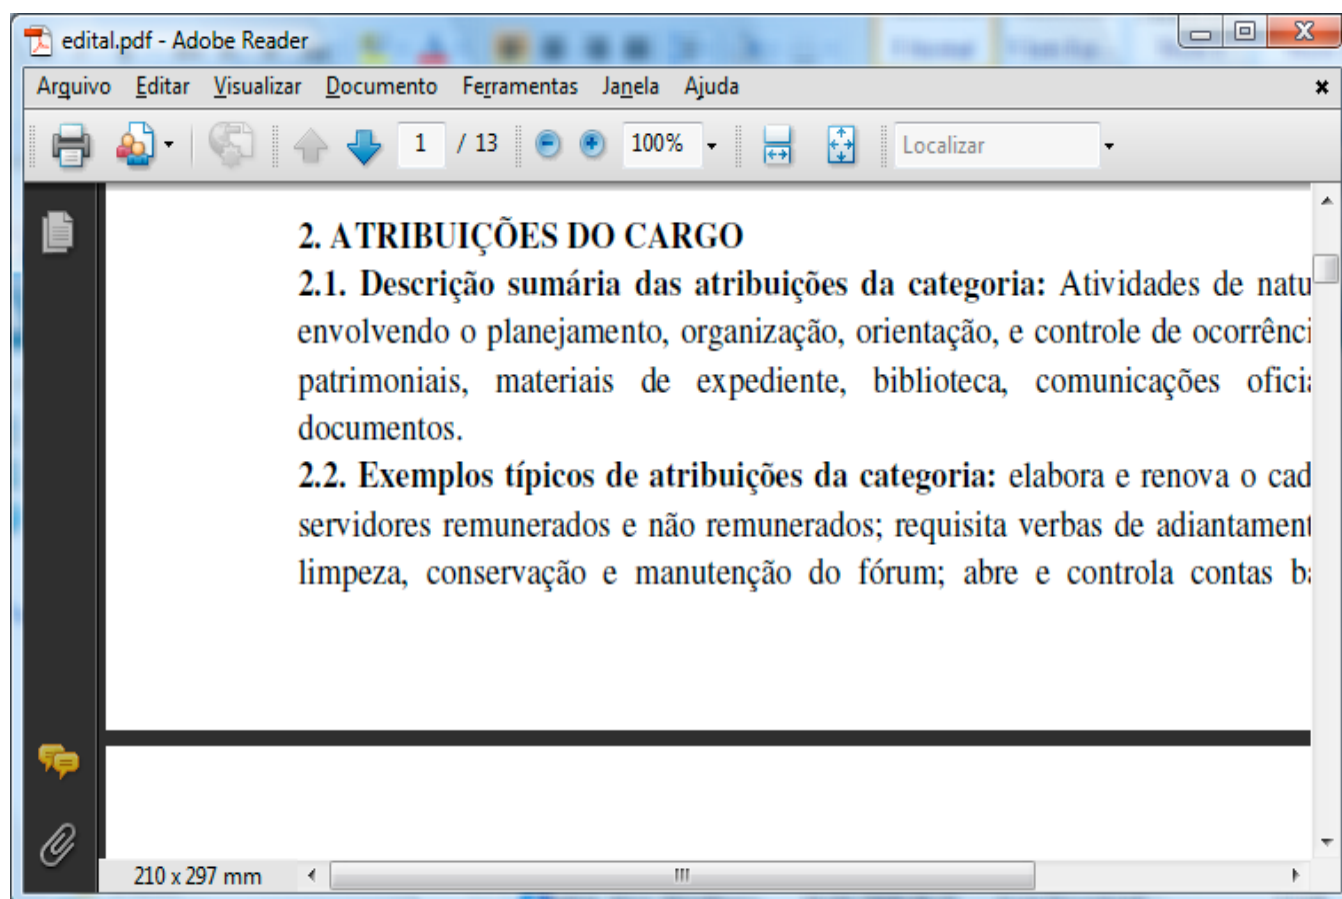 edital.pdf - Adobe Reader
Arquivo Editar Visualizar Documento Ferramentas Janela Ajuda
1 / 13 100% Localizar
2. ATRIBUIÇÕES DO CARGO
2.1. Descrição sumária das atribuições da categoria: Atividades de natu
envolvendo o planejamento, organização, orientação, e controle de ocorrênci
patrimoniais, materiais de expediente, biblioteca, comunicações ofici
documentos.
2.2. Exemplos típicos de atribuições da categoria: elabora e renova o cad
servidores remunerados e não remunerados; requisita verbas de adiantament
limpeza, conservação e manutenção do fórum; abre e controla contas b
210 x 297 mm